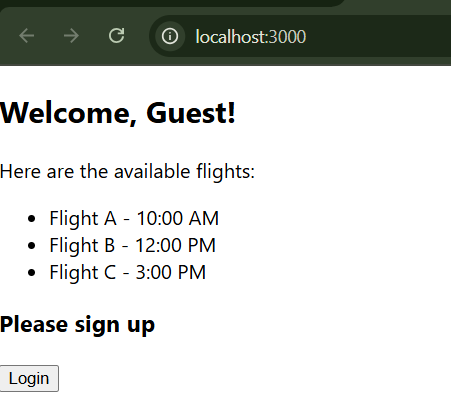 localhost:3000
Welcome, Guest!
Here are the available flights:
Flight A - 10:00 AM
Flight B - 12:00 PM
Flight C - 3:00 PM
Please sign up
Login